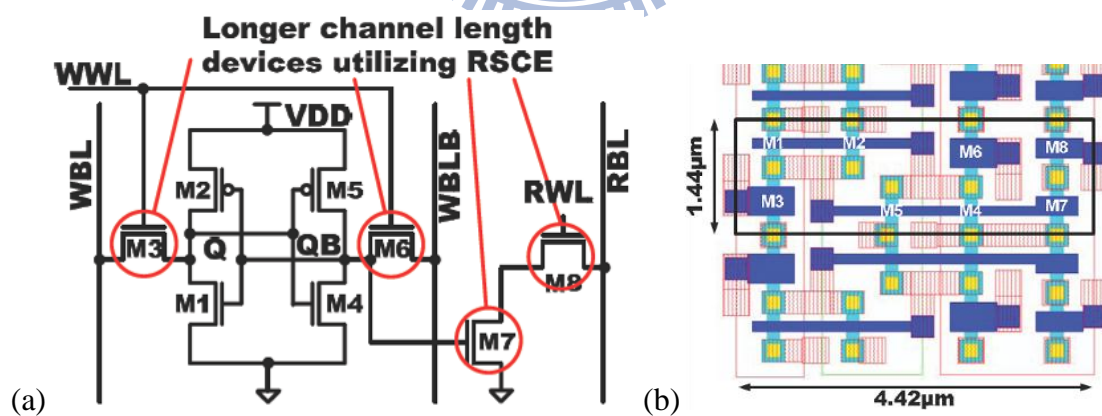 Longer channel length
devices utilizing RSCE
WWL
VDD
WBL
M2
M5
WBLB
RWL
RBL
M3
Q
QB
M6
M8
M1
M4
M7
(a)
1.44µm
M1
M2
M6
M8
M3
M5
M4
M7
4.42µm
(b)